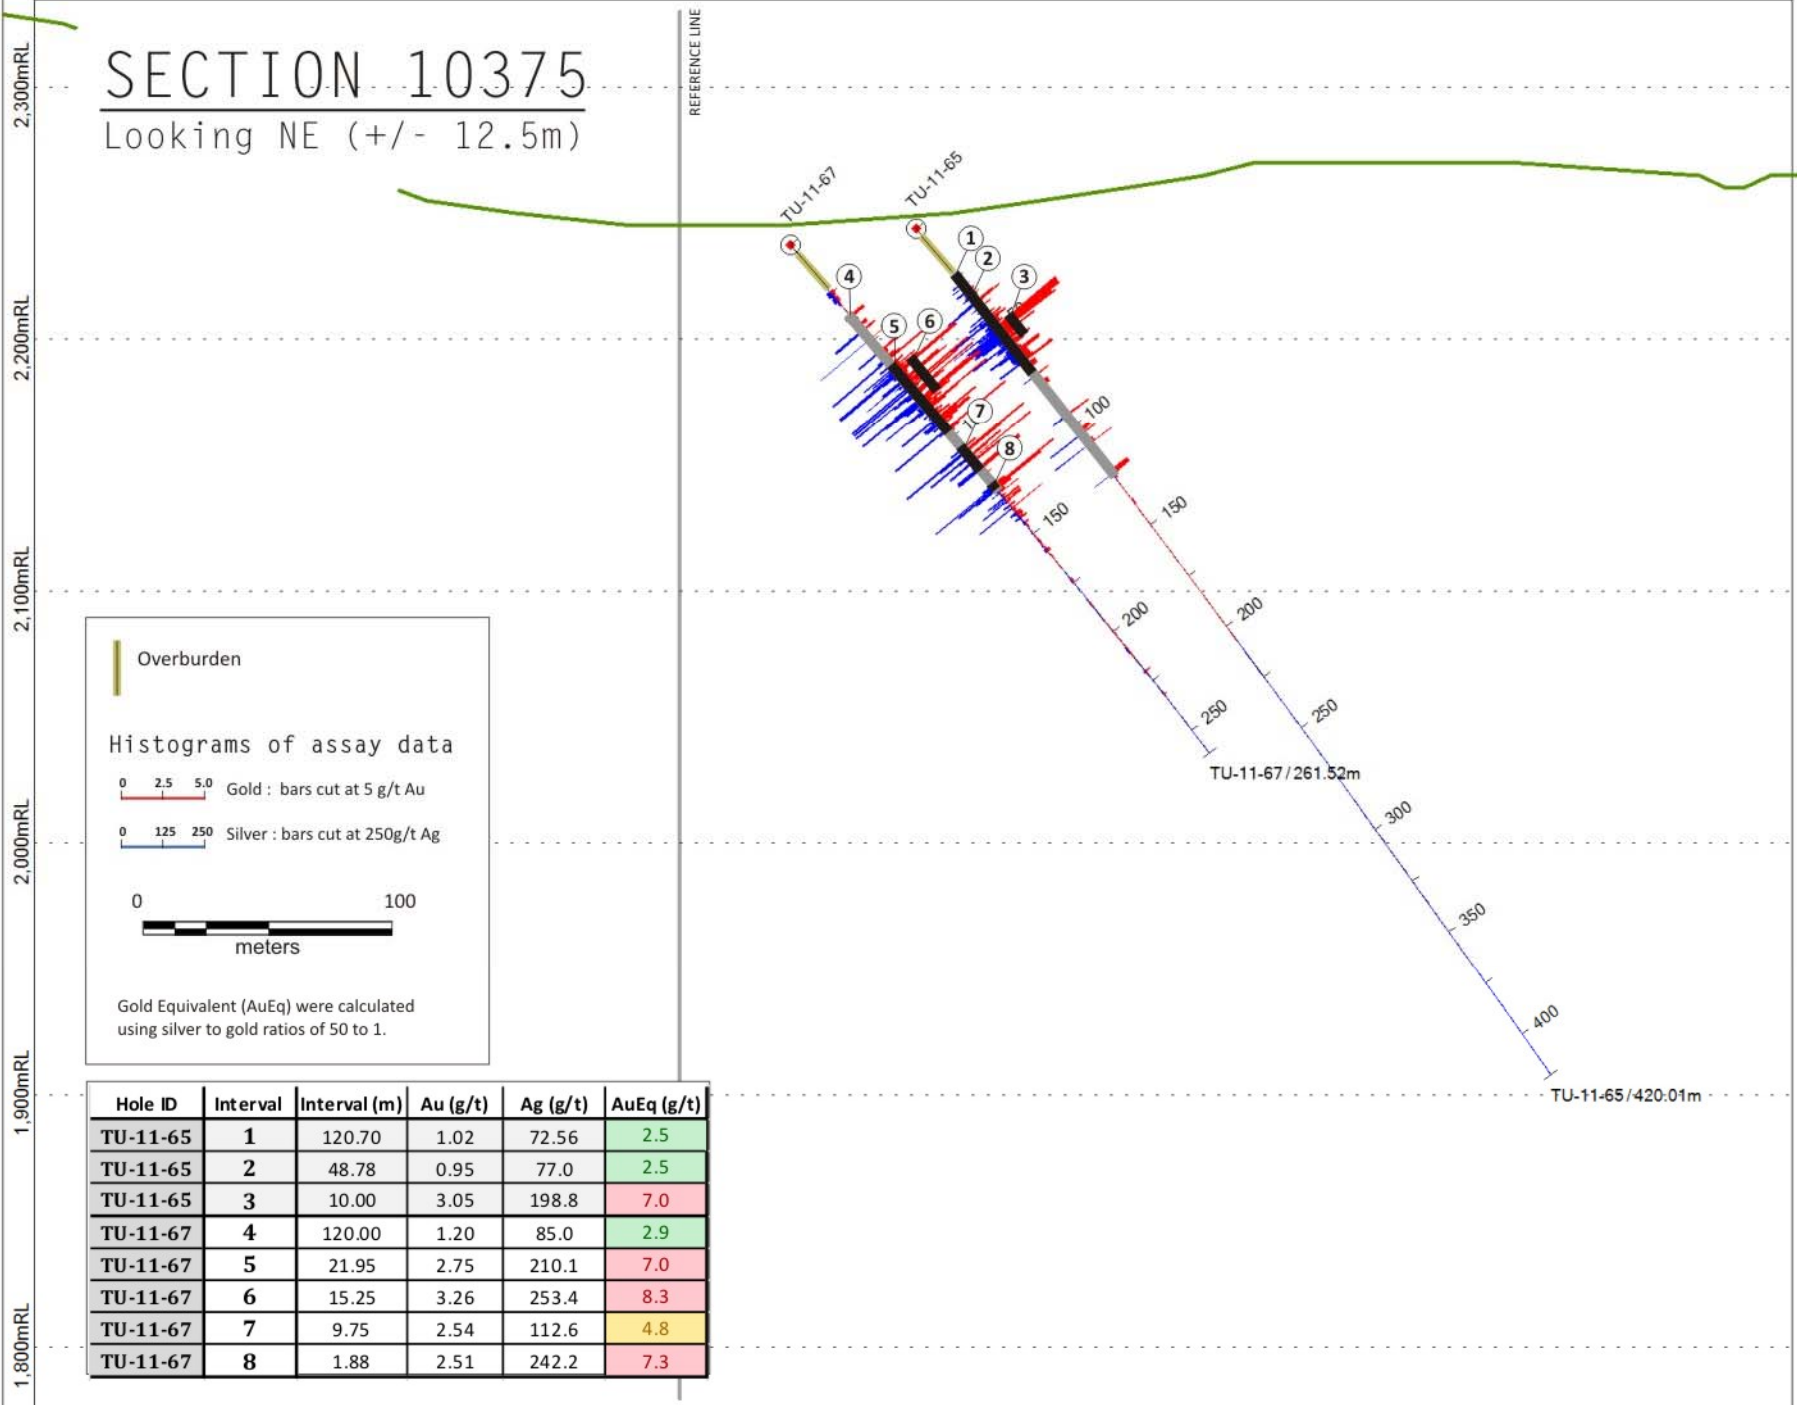 SECTION 10375
Looking NE (+/- 12.5m)
REFERENCE LINE
2,300mRL
2,200mRL
2,100mRL
2,000mRL
1,900mRL
1,800mRL
TU-11-67
TU-11-65
1
2
3
4
5
6
7
8
100
150
200
250
300
350
400
150
200
250
TU-11-67/261.52m
TU-11-65/420.01m
Overburden
Histograms of assay data
0 2.5 5.0 Gold : bars cut at 5 g/t Au
0 125 250 Silver : bars cut at 250g/t Ag
0 100
meters
Gold Equivalent (AuEq) were calculated
using silver to gold ratios of 50 to 1.
Hole ID Interval Interval (m) Au (g/t) Ag (g/t) AuEq (g/t)
TU-11-65 1 120.70 1.02 72.56 2.5
TU-11-65 2 48.78 0.95 77.0 2.5
TU-11-65 3 10.00 3.05 198.8 7.0
TU-11-67 4 120.00 1.20 85.0 2.9
TU-11-67 5 21.95 2.75 210.1 7.0
TU-11-67 6 15.25 3.26 253.4 8.3
TU-11-67 7 9.75 2.54 112.6 4.8
TU-11-67 8 1.88 2.51 242.2 7.3